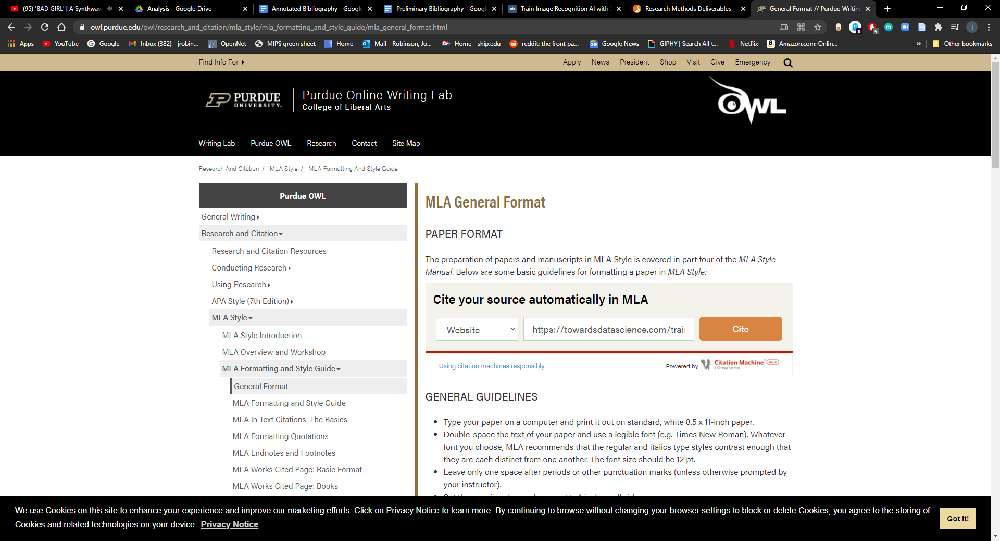 (95) 'BAD GIRL' | A Synthwav
Analysis - Google Drive
Annotated Bibliography - Google
Preliminary Bibliography - Googl
Train Image Recognition AI with
Research Methods Deliverables -
General Format // Purdue Writing
owl.purdue.edu/owl/research_and_citation/mla_style/mla_formatting_and_style_guide/mla_general_format.html
0
5
m
j
Apps
YouTube
Google
Inbox (382) - jrobin...
OpenNet
MIPS green sheet
Home
Mail - Robinson, Jo...
Home - ship.edu
reddit: the front pa...
Google News
GIPHY | Search All t...
Netflix
Amazon.com: Onlin...
»
Other bookmarks
Find Info For
Apply News President Shop Visit Give Emergency
PURDUE
UNIVERSITY.
Purdue Online Writing Lab
College of Liberal Arts
OWL
Writing Lab Purdue OWL Research Contact Site Map
Research And Citation / MLA Style / MLA Formatting And Style Guide
Purdue OWL
General Writing
Research and Citation
Research and Citation Resources
Conducting Research
Using Research
APA Style (7th Edition)
MLA Style
MLA Style Introduction
MLA Overview and Workshop
MLA Formatting and Style Guide
General Format
MLA Formatting and Style Guide
MLA In-Text Citations: The Basics
MLA Formatting Quotations
MLA Endnotes and Footnotes
MLA Works Cited Page: Basic Format
MLA Works Cited Page: Books
MLA General Format
PAPER FORMAT
The preparation of papers and manuscripts in MLA Style is covered in part four of the MLA Style
Manual. Below are some basic guidelines for formatting a paper in MLA Style:
Cite your source automatically in MLA
Website
https://towardsdatascience.com/trai
Cite
Using citation machines responsibly
Powered by
Citation Machine PLUS
a Chegg service
GENERAL GUIDELINES
Type your paper on a computer and print it out on standard, white 8.5 x 11-inch paper.
Double-space the text of your paper and use a legible font (e.g. Times New Roman). Whatever
font you choose, MLA recommends that the regular and italics type styles contrast enough that
they are each distinct from one another. The font size should be 12 pt.
Leave only one space after periods or other punctuation marks (unless otherwise prompted by
your instructor).
Set the margins of your document to 1 inch on all sides.
We use Cookies on this site to enhance your experience and improve our marketing efforts. Click on Privacy Notice to learn more. By continuing to browse without changing your browser settings to block or delete Cookies, you agree to the storing of
Cookies and related technologies on your device. Privacy Notice
Got it!